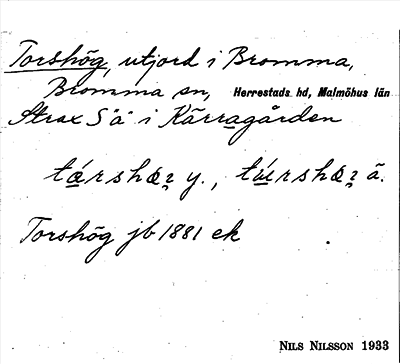 Torshög, utjord i Bromma,
Bromma sn, Herrestads hd, Malmöhus län
Strax S ä i Kärragården
Torshög jb 1881 ek
NILS NILSSON 1933